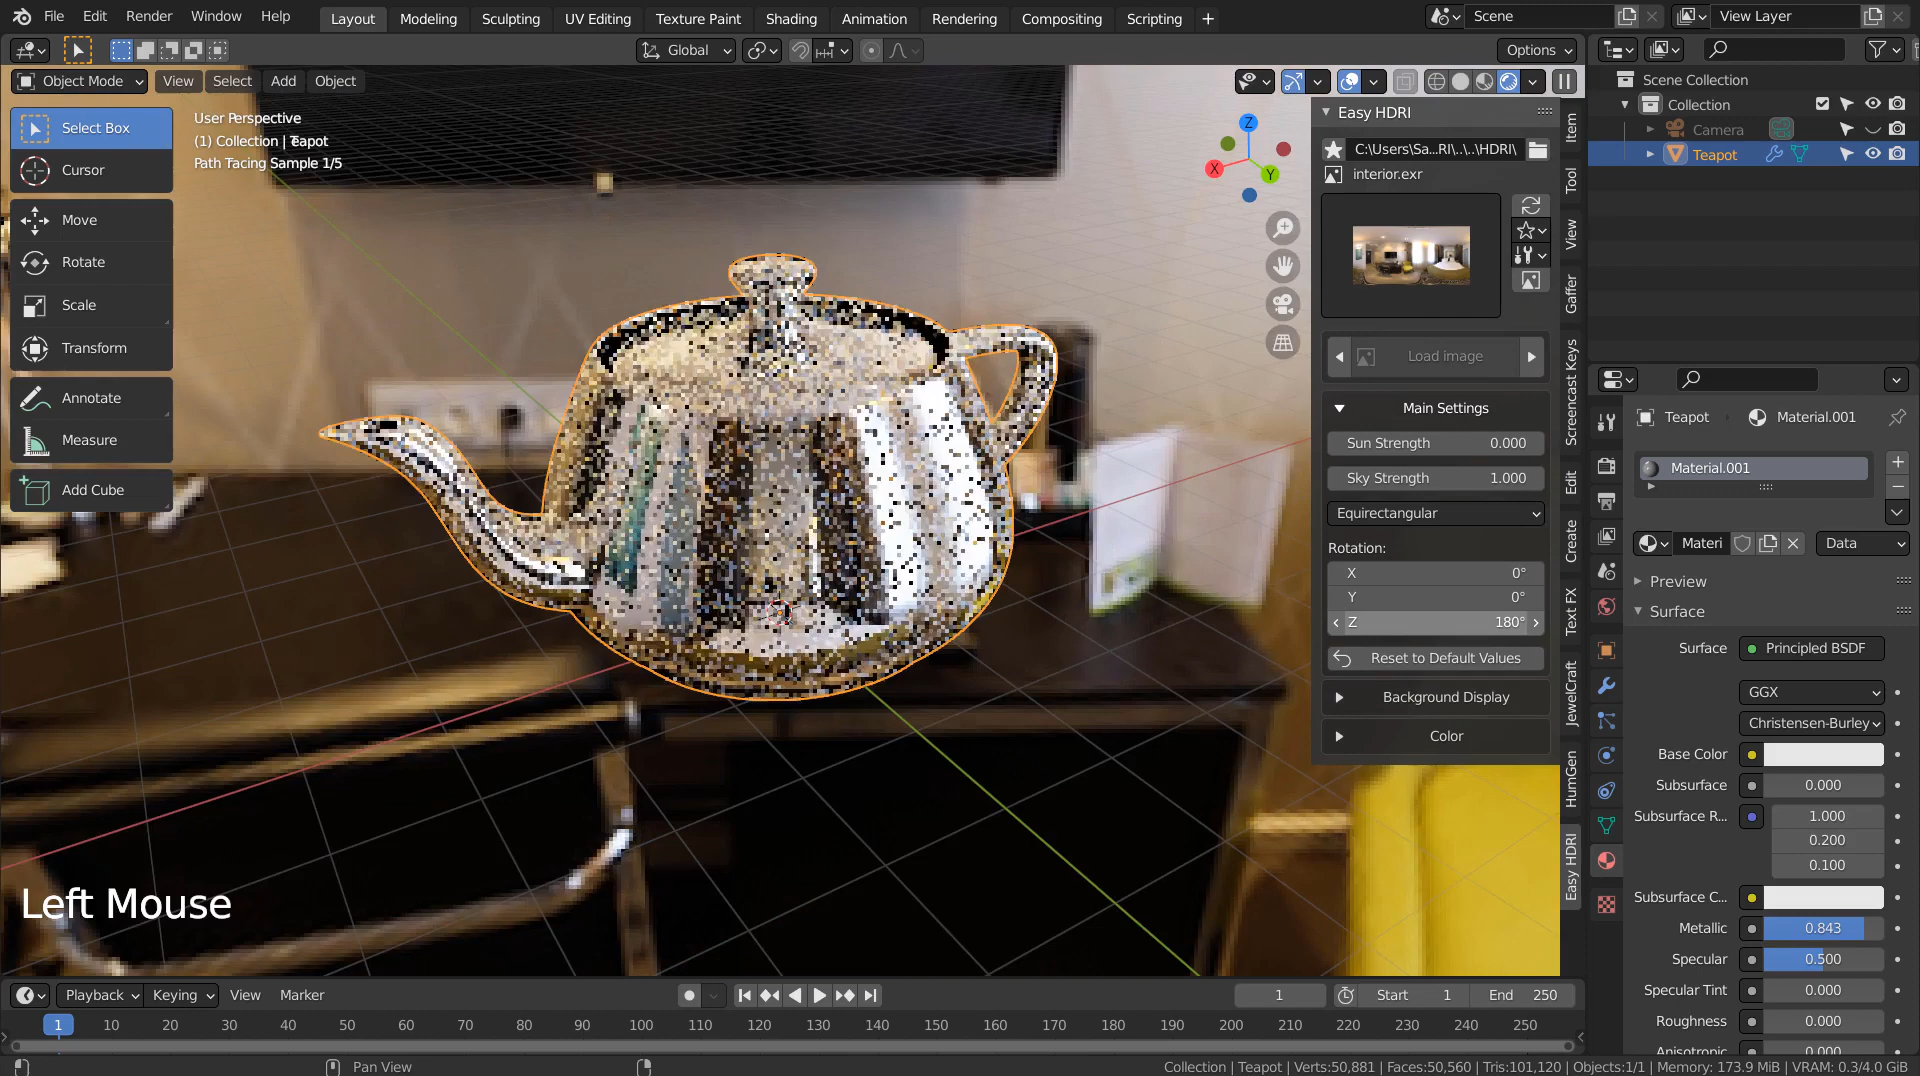 File Edit Render Window Help Layout Modeling Sculpting UV Editing Texture Paint Shading Animation Rendering Compositing Scripting + Scene View Layer
Global Options
Object Mode View Select Add Object
Select Box
Cursor
Move
Rotate
Scale
Transform
Annotate
Measure
Add Cube
User Perspective
(1) Collection | Teapot
Path Tacing Sample 1/5
Z
X
Y
Easy HDRI
C:\Users\Sa...RI\..\..\HDRI\
interior.exr
Load image
Main Settings
Sun Strength 0.000
Sky Strength 1.000
Equirectangular
Rotation:
X 0°
Y 0°
Z 180°
Reset to Default Values
Background Display
Color
Item
Tool
View
Gaffer
Screencast Keys
Edit
Create
Text FX
JewelCraft
HumGen
Easy HDRI
Scene Collection
Collection
Camera
Teapot
Teapot Material.001
Material.001
Materi Data
Preview
Surface
Surface Principled BSDF
GGX
Christensen-Burley
Base Color
Subsurface 0.000
Subsurface R... 1.000
0.200
0.100
Subsurface C...
Metallic 0.843
Specular 0.500
Specular Tint 0.000
Roughness 0.000
Anisotropic 0.000
Left Mouse
Playback Keying View Marker 1 Start 1 End 250
1 10 20 30 40 50 60 70 80 90 100 110 120 130 140 150 160 170 180 190 200 210 220 230 240 250
Pan View
Collection | Teapot | Verts:50,881 | Faces:50,560 | Tris:101,120 | Objects:1/1 | Memory: 173.9 MiB | VRAM: 0.3/4.0 GiB